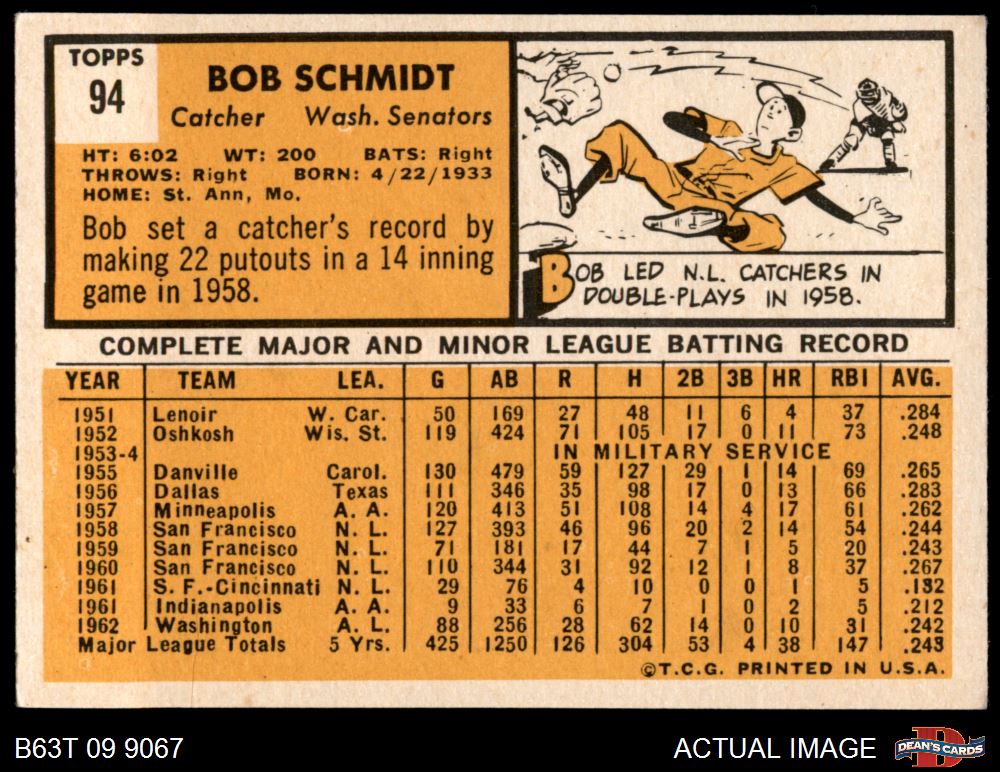 TOPPS
94
BOB SCHMIDT
Catcher Wash. Senators
HT: 6:02 WT: 200 BATS: Right
THROWS: Right BORN: 4/22/1933
HOME: St. Ann, Mo.
Bob set a catcher's record by
making 22 putouts in a 14 inning
game in 1958.
BOB LED N.L. CATCHERS IN
DOUBLE-PLAYS IN 1958.
COMPLETE MAJOR AND MINOR LEAGUE BATTING RECORD
YEAR TEAM LEA. G AB R H 2B 3B HR RBI AVG.
1951 Lenoir W. Car. 50 169 27 48 11 6 4 37 .284
1952 Oshkosh Wis. St. 119 424 71 105 17 0 11 73 .248
1953-4 IN MILITARY SERVICE
1955 Danville Carol. 130 479 59 127 29 1 14 69 .265
1956 Dallas Texas 111 346 35 98 17 0 13 66 .283
1957 Minneapolis A. A. 120 413 51 108 14 4 17 61 .262
1958 San Francisco N. L. 127 393 46 96 20 2 14 54 .244
1959 San Francisco N. L. 71 181 17 44 7 1 5 20 .243
1960 San Francisco N. L. 110 344 31 92 12 1 8 37 .267
1961 S. F.-Cincinnati N. L. 29 76 4 10 0 0 1 5 .132
1961 Indianapolis A. A. 9 33 6 7 1 0 2 5 .212
1962 Washington A. L. 88 256 28 62 14 0 10 31 .242
Major League Totals 5 Yrs. 425 1250 126 304 53 4 38 147 .243
©T.C.G. PRINTED IN U.S.A.
B63T 09 9067
ACTUAL IMAGE
DEAN'S CARDS